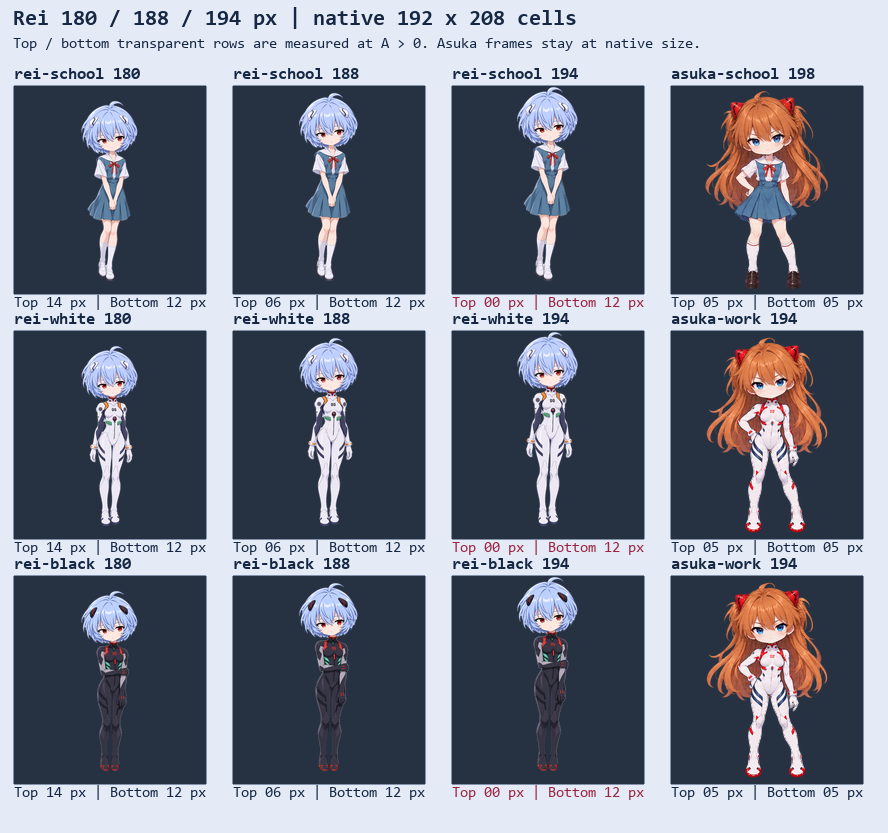 Rei 180 / 188 / 194 px | native 192 x 208 cells
Top / bottom transparent rows are measured at A > 0. Asuka frames stay at native size.
rei-school 180
rei-school 188
rei-school 194
asuka-school 198
Top 14 px | Bottom 12 px
Top 06 px | Bottom 12 px
Top 00 px | Bottom 12 px
Top 05 px | Bottom 05 px
rei-white 180
rei-white 188
rei-white 194
asuka-work 194
Top 14 px | Bottom 12 px
Top 06 px | Bottom 12 px
Top 00 px | Bottom 12 px
Top 05 px | Bottom 05 px
rei-black 180
rei-black 188
rei-black 194
asuka-work 194
Top 14 px | Bottom 12 px
Top 06 px | Bottom 12 px
Top 00 px | Bottom 12 px
Top 05 px | Bottom 05 px